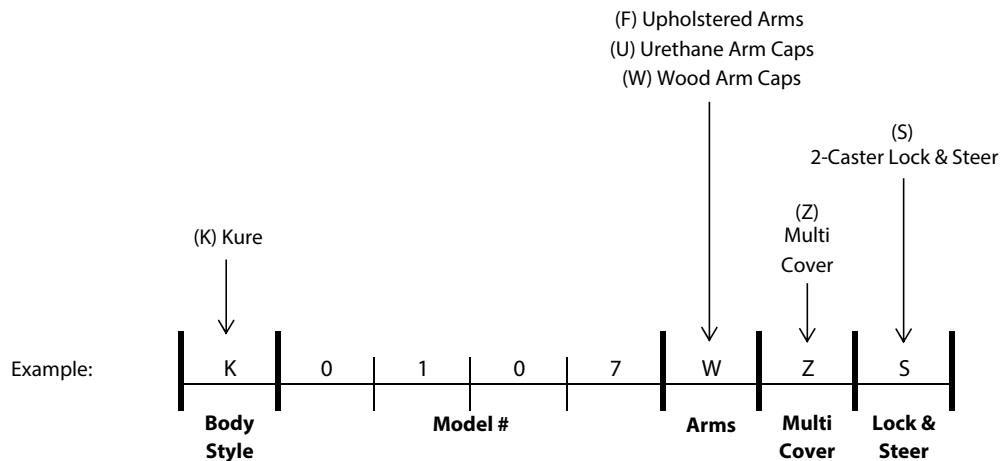 (F) Upholstered Arms
(U) Urethane Arm Caps
(W) Wood Arm Caps
(S)
2-Caster Lock & Steer
(Z)
Multi
Cover
(K) Kure
Example: K 0 1 0 7 W Z S
Body Style Model # Arms Multi Cover Lock & Steer